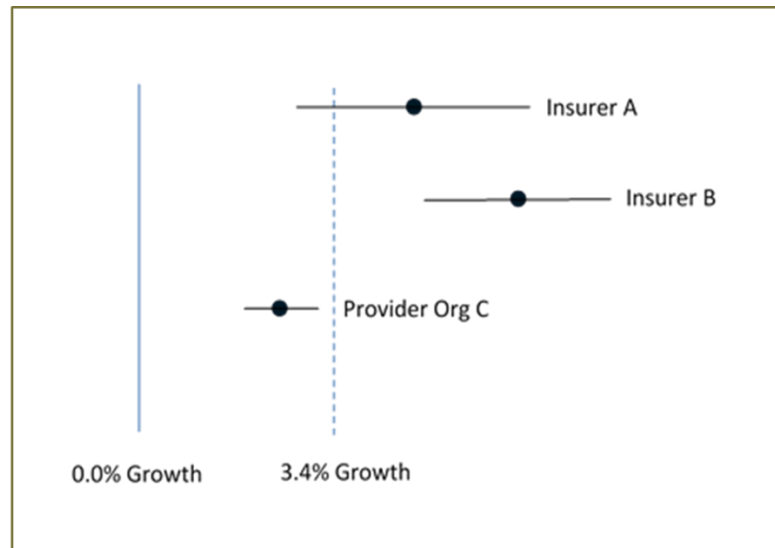 Insurer A
Insurer B
Provider Org C
0.0% Growth
3.4% Growth